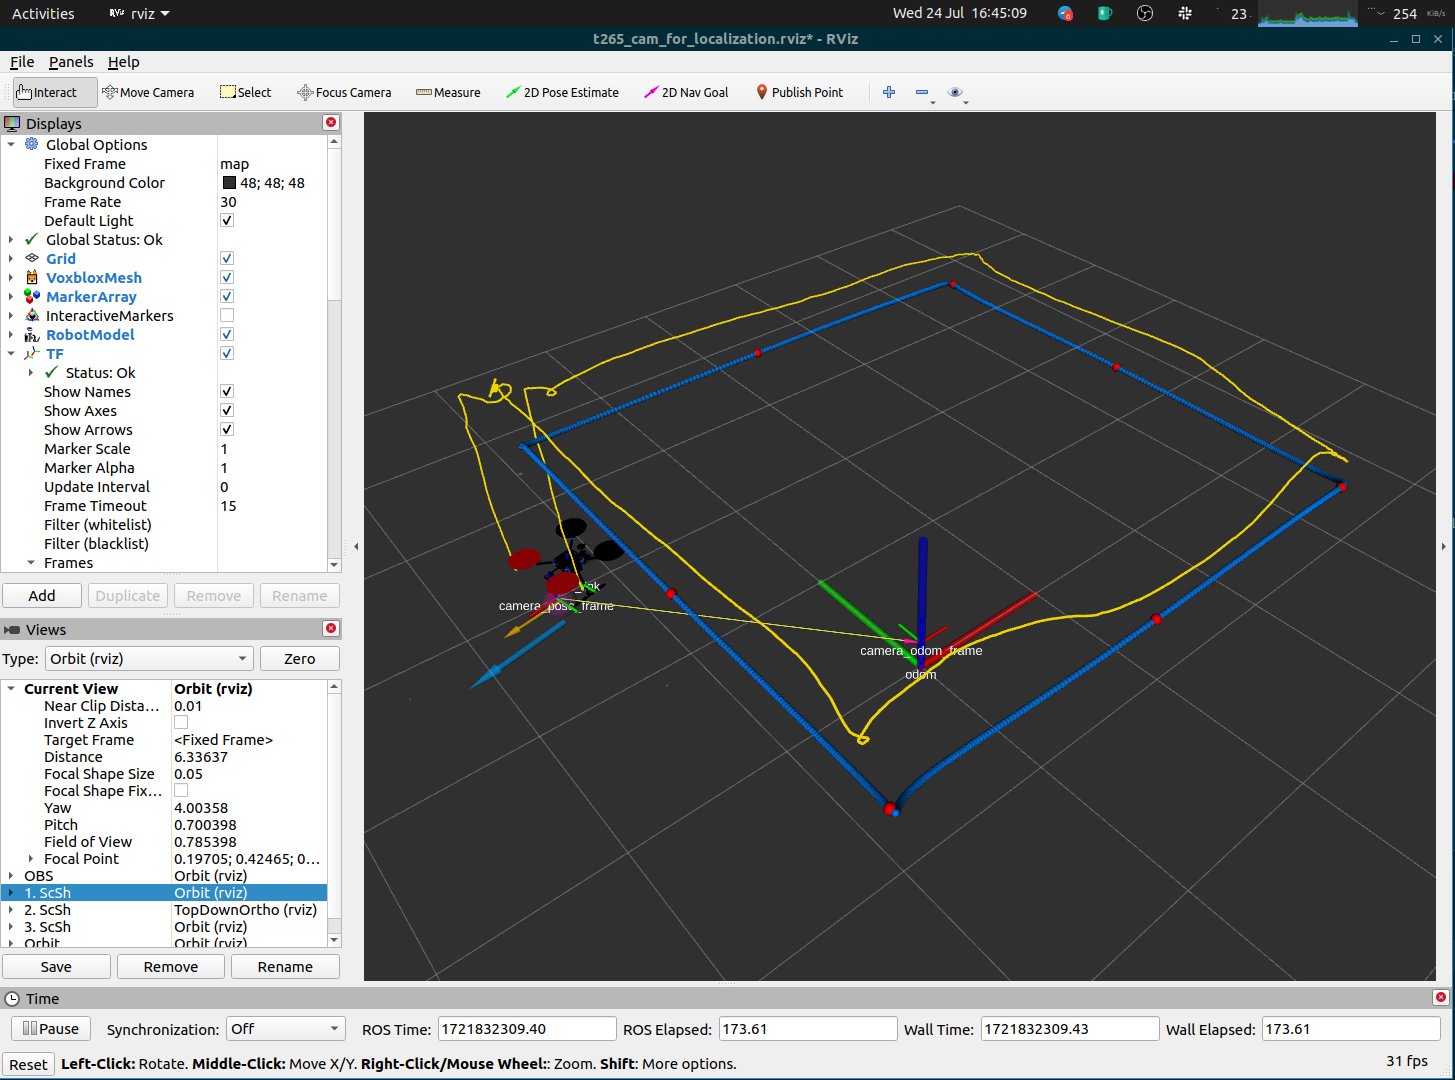 Activities rviz Wed 24 Jul 16:45:09 23 254 KiB/s
t265_cam_for_localization.rviz* - RViz
File Panels Help
Interact Move Camera Select Focus Camera Measure 2D Pose Estimate 2D Nav Goal Publish Point
Displays
Global Options
Fixed Frame map
Background Color 48; 48; 48
Frame Rate 30
Default Light
Global Status: Ok
Grid
VoxbloxMesh
MarkerArray
InteractiveMarkers
RobotModel
TF
Status: Ok
Show Names
Show Axes
Show Arrows
Marker Scale 1
Marker Alpha 1
Update Interval 0
Frame Timeout 15
Filter (whitelist)
Filter (blacklist)
Frames
Add Duplicate Remove Rename
Views
Type: Orbit (rviz) Zero
Current View Orbit (rviz)
Near Clip Dista... 0.01
Invert Z Axis
Target Frame <Fixed Frame>
Distance 6.33637
Focal Shape Size 0.05
Focal Shape Fix...
Yaw 4.00358
Pitch 0.700398
Field of View 0.785398
Focal Point 0.19705; 0.42465; 0...
OBS Orbit (rviz)
1. ScSh Orbit (rviz)
2. ScSh TopDownOrtho (rviz)
3. ScSh Orbit (rviz)
Orbit Orbit (rviz)
Save Remove Rename
camera_pose_frame
camera_odom_frame
odom
Time
Pause Synchronization: Off ROS Time: 1721832309.40 ROS Elapsed: 173.61 Wall Time: 1721832309.43 Wall Elapsed: 173.61
Reset Left-Click: Rotate. Middle-Click: Move X/Y. Right-Click/Mouse Wheel:: Zoom. Shift: More options. 31 fps